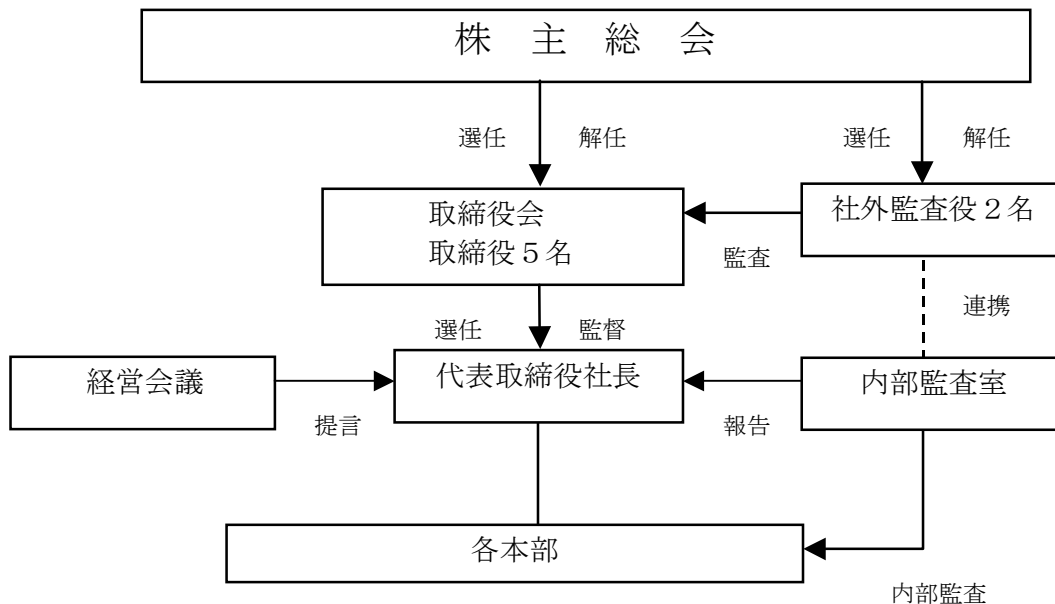 株　主　総　会
選任
解任
選任
解任
取締役会
取締役５名
社外監査役２名
監査
連携
選任
監督
経営会議
代表取締役社長
内部監査室
提言
報告
各本部
内部監査